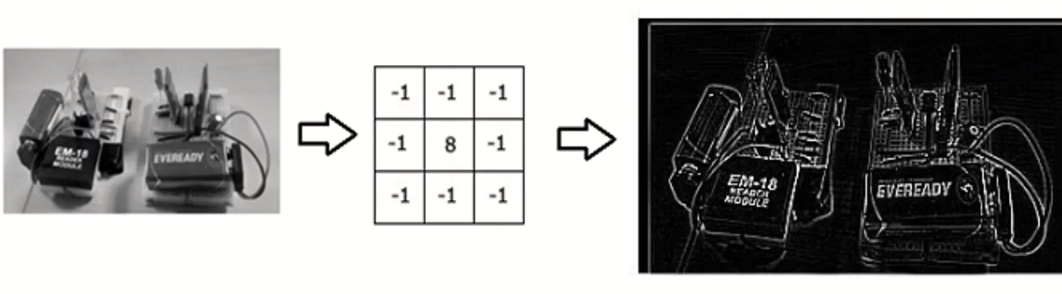 EM-18
READER
MODULE
EVEREADY
-1 -1 -1
-1 8 -1
-1 -1 -1
EM-18
READER
MODULE
EVEREADY